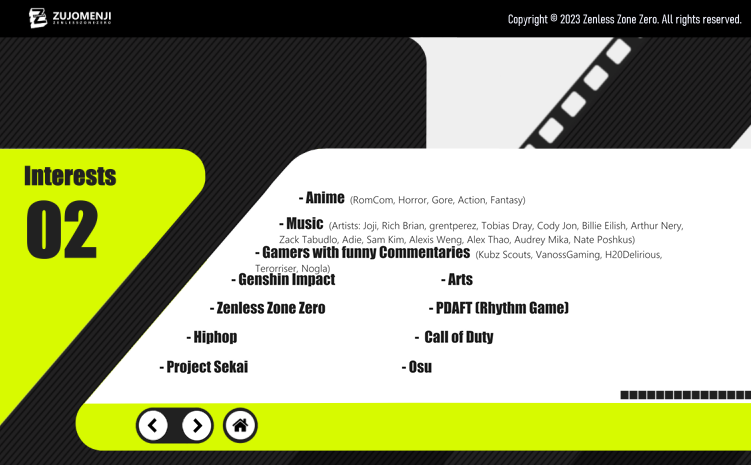 ZUJOMENJI
ZENLESSZONEZERO
Copyright © 2023 Zenless Zone Zero. All rights reserved.
Interests
02
- Anime (RomCom, Horror, Gore, Action, Fantasy)
- Music (Artists: Joji, Rich Brian, grentperez, Tobias Dray, Cody Jon, Billie Eilish, Arthur Nery,
Zack Tabudlo, Adie, Sam Kim, Alexis Weng, Alex Thao, Audrey Mika, Nate Poshkus)
- Gamers with funny Commentaries (Kubz Scouts, VanossGaming, H20Delirious,
Terorriser, Nogla)
- Genshin Impact - Arts
- Zenless Zone Zero - PDAFT (Rhythm Game)
- Hiphop - Call of Duty
- Project Sekai - Osu